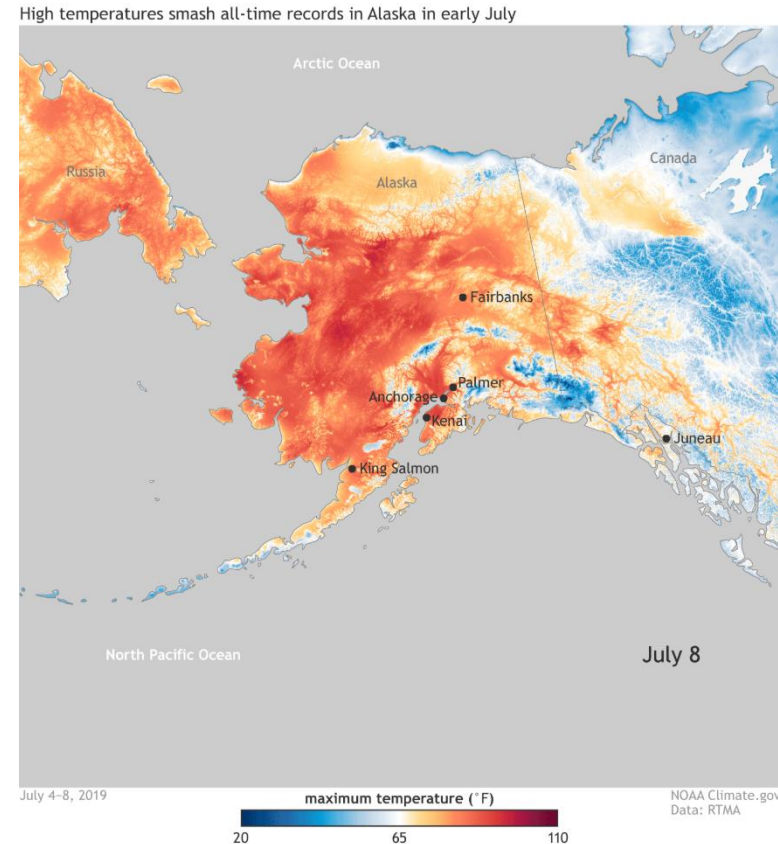 High temperatures smash all-time records in Alaska in early July
Arctic Ocean
Russia
Alaska
Canada
Fairbanks
Palmer
Anchorage
Kenai
Juneau
King Salmon
North Pacific Ocean
July 8
July 4–8, 2019
maximum temperature (°F)
NOAA Climate.gov
Data: RTMA
20
65
110